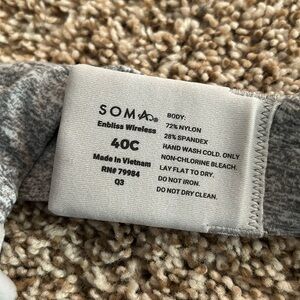 SOMA®
Enbliss Wireless
40C
Made in Vietnam
RN# 79984
Q3
BODY:
72% NYLON
28% SPANDEX
HAND WASH COLD. ONLY
NON-CHLORINE BLEACH.
LAY FLAT TO DRY.
DO NOT IRON.
DO NOT DRY CLEAN.